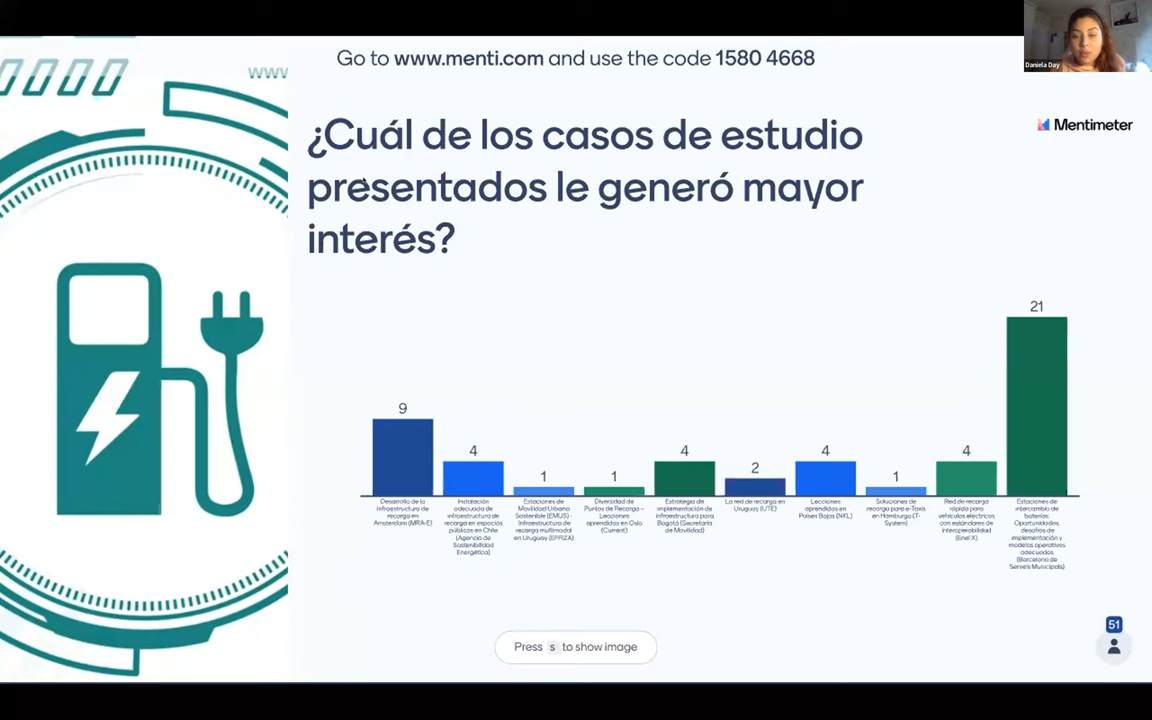 Go to www.menti.com and use the code 1580 4668
www
Daniela Day
Mentimeter
¿Cuál de los casos de estudio
presentados le generó mayor
interés?
21
9
4
1
1
4
2
4
1
4
Desarrollo de la
infraestructura de
recarga en
Amsterdam (MRA-E)
Instalación
adecuada de
infraestructura de
recarga en espacios
públicos en Chile
(Agencia de
Sostenibilidad
Energética)
Estaciones de
Movilidad Urbana
Sostenible (EMUS) -
Infraestructura de
recarga multimodal
en Uruguay (EFRIZA)
Diversidad de
Puntos de Recarga –
Lecciones
aprendidas en Oslo
(Current)
Estrategia de
implementación de
infraestructura para
Bogotá (Secretaría
de Movilidad)
La red de recarga en
Uruguay (UTE)
Lecciones
aprendidas en
Países Bajos (NKL)
Soluciones de
recarga para e-Taxis
en Hamburgo (T-
System)
Red de recarga
rápida para
vehículos eléctricos
con estándares de
interoperabilidad
(Enel X)
Estaciones de
intercambio de
baterías:
Oportunidades,
desafíos de
implementación y
modelos operativos
adecuados
(Barcelona de
Serveis Municipals)
Press s to show image
51